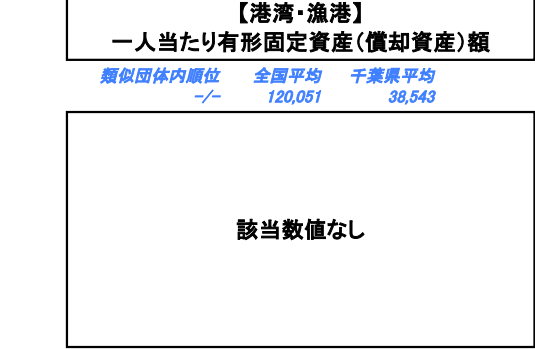 【港湾・漁港】
一人当たり有形固定資産（償却資産）額
類似団体内順位 全国平均 千葉県平均
-/- 120,051 38,543
該当数値なし